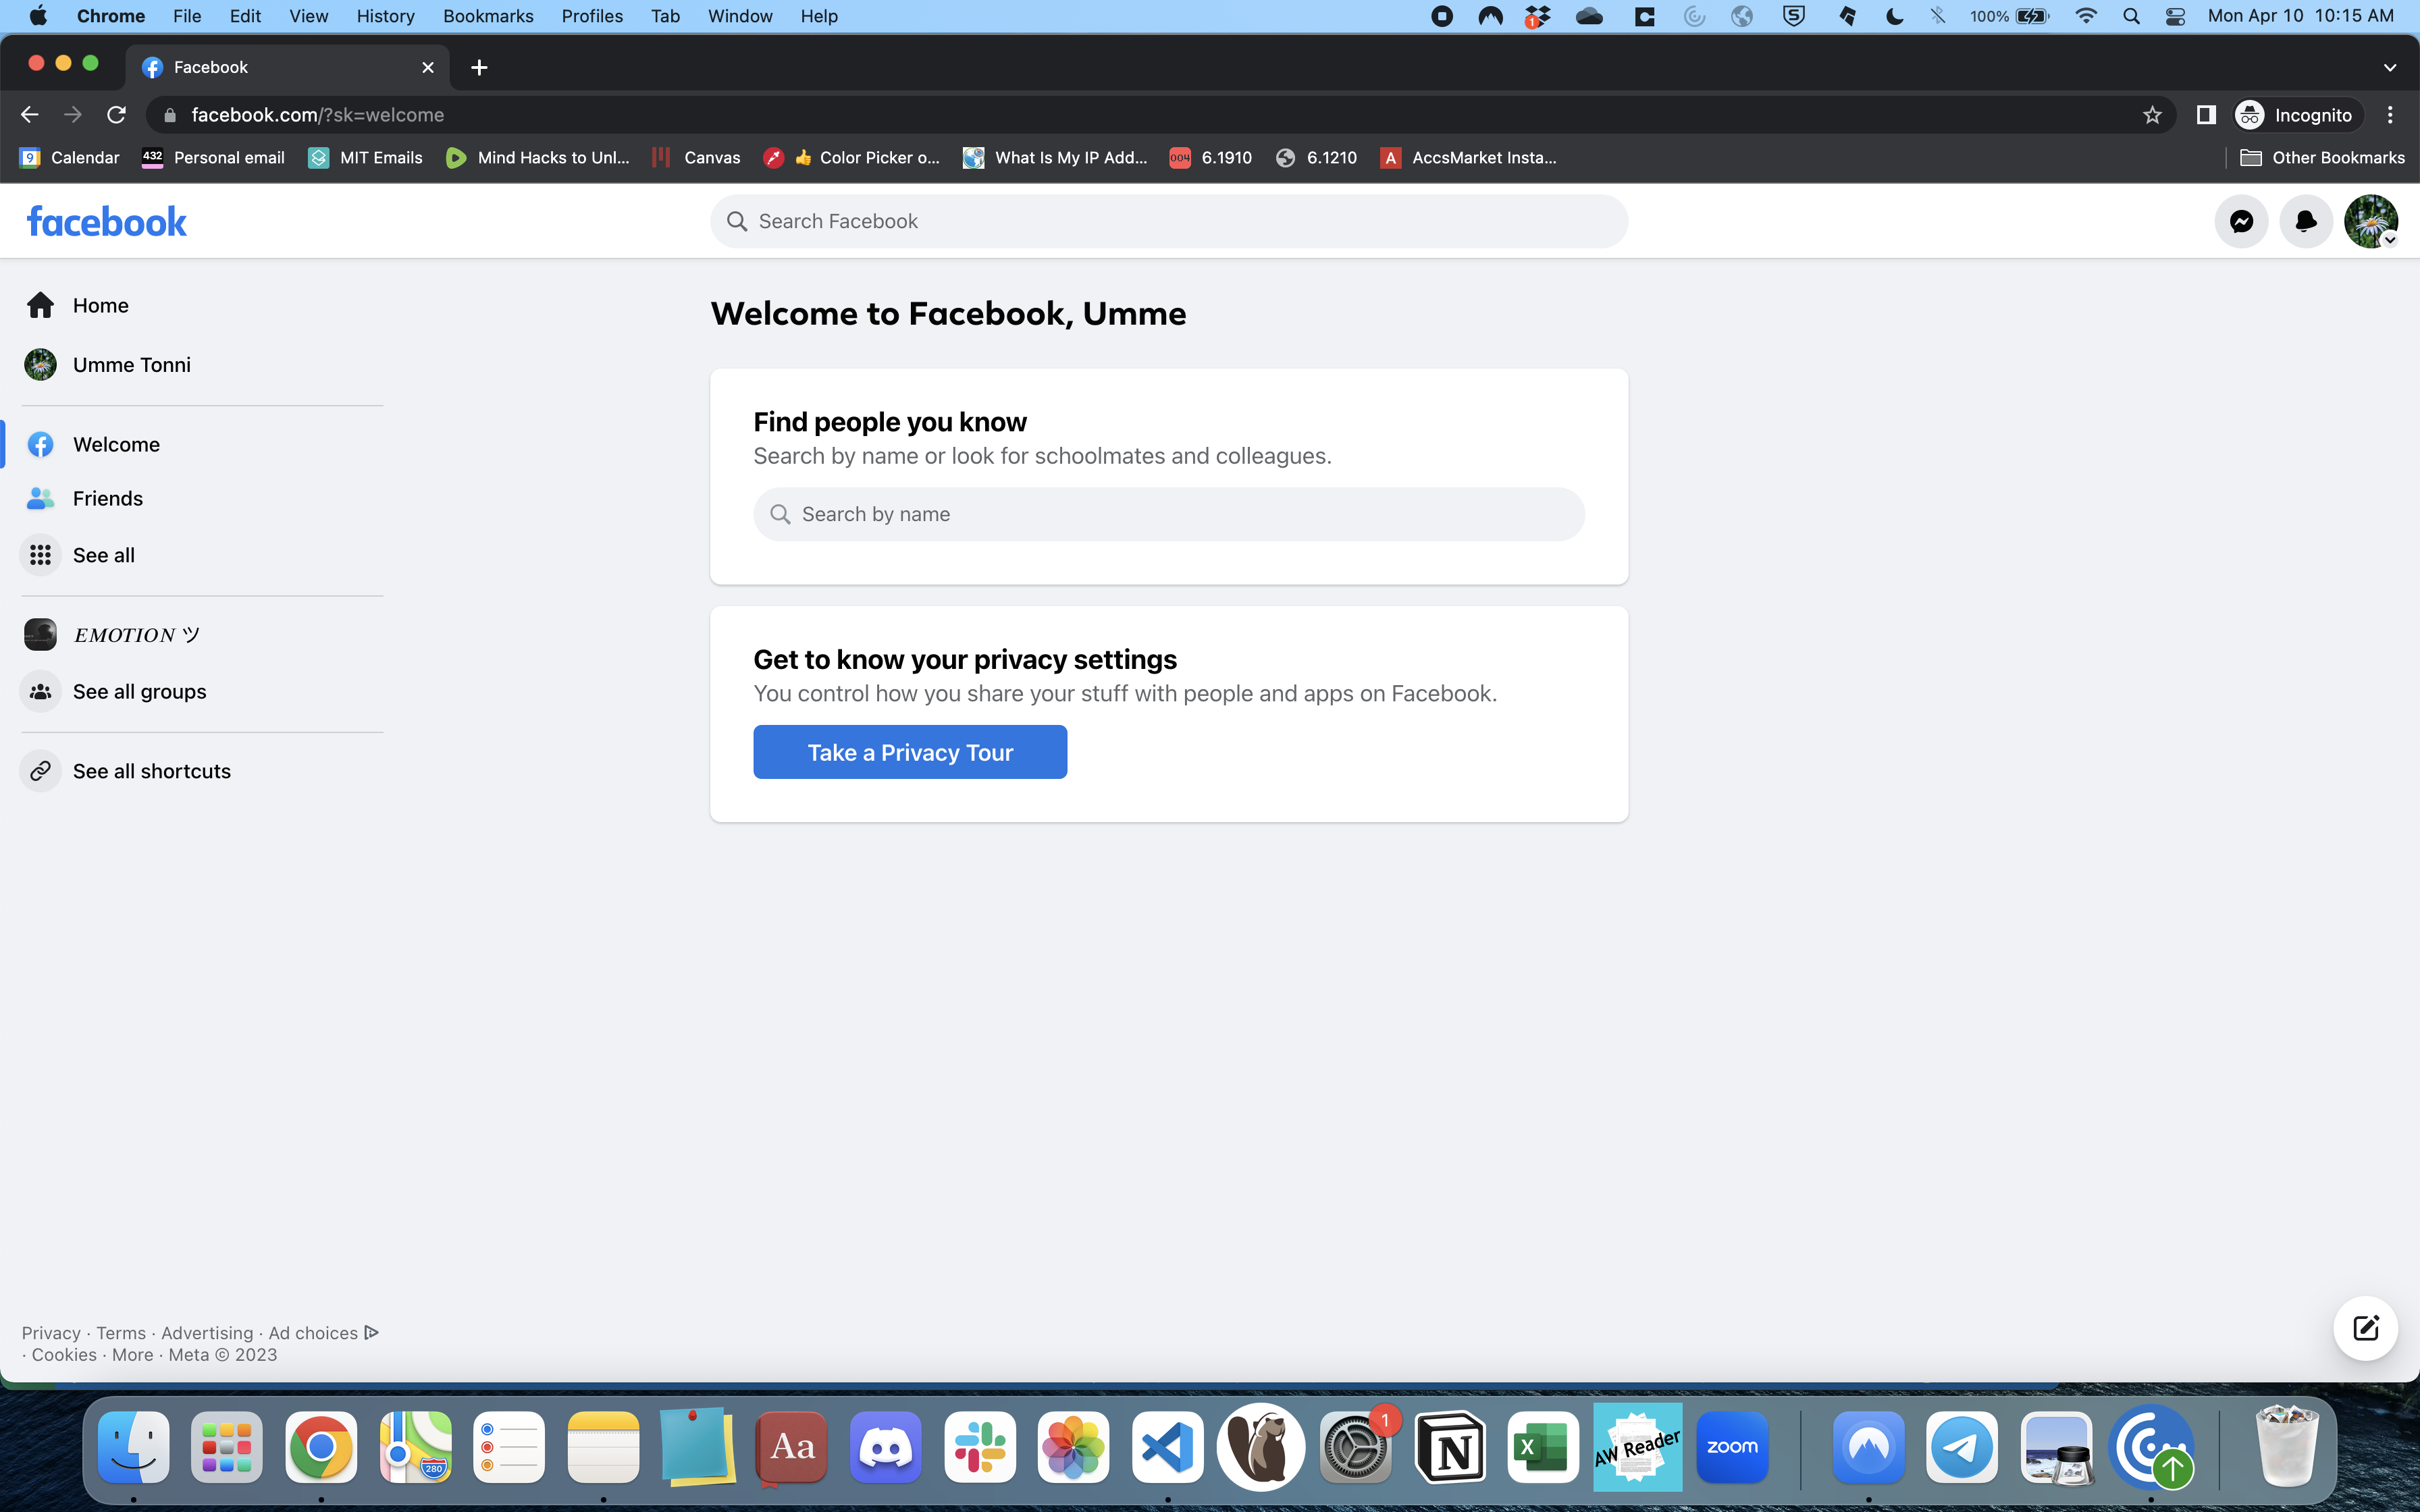 Chrome File Edit View History Bookmarks Profiles Tab Window Help 1 100% Mon Apr 10 10:15 AM
Facebook
facebook.com/?sk=welcome Incognito
9 Calendar 432 Personal email MIT Emails Mind Hacks to Unl... Canvas 👍 Color Picker o... What Is My IP Add... 004 6.1910 6.1210 A AccsMarket Insta... Other Bookmarks
facebook Search Facebook
Home
Umme Tonni
Welcome
Friends
See all
EMOTION ツ
See all groups
See all shortcuts
Welcome to Facebook, Umme
Find people you know
Search by name or look for schoolmates and colleagues.
Search by name
Get to know your privacy settings
You control how you share your stuff with people and apps on Facebook.
Take a Privacy Tour
Privacy · Terms · Advertising · Ad choices
· Cookies · More · Meta © 2023
280 Aa 1 N X AW Reader zoom